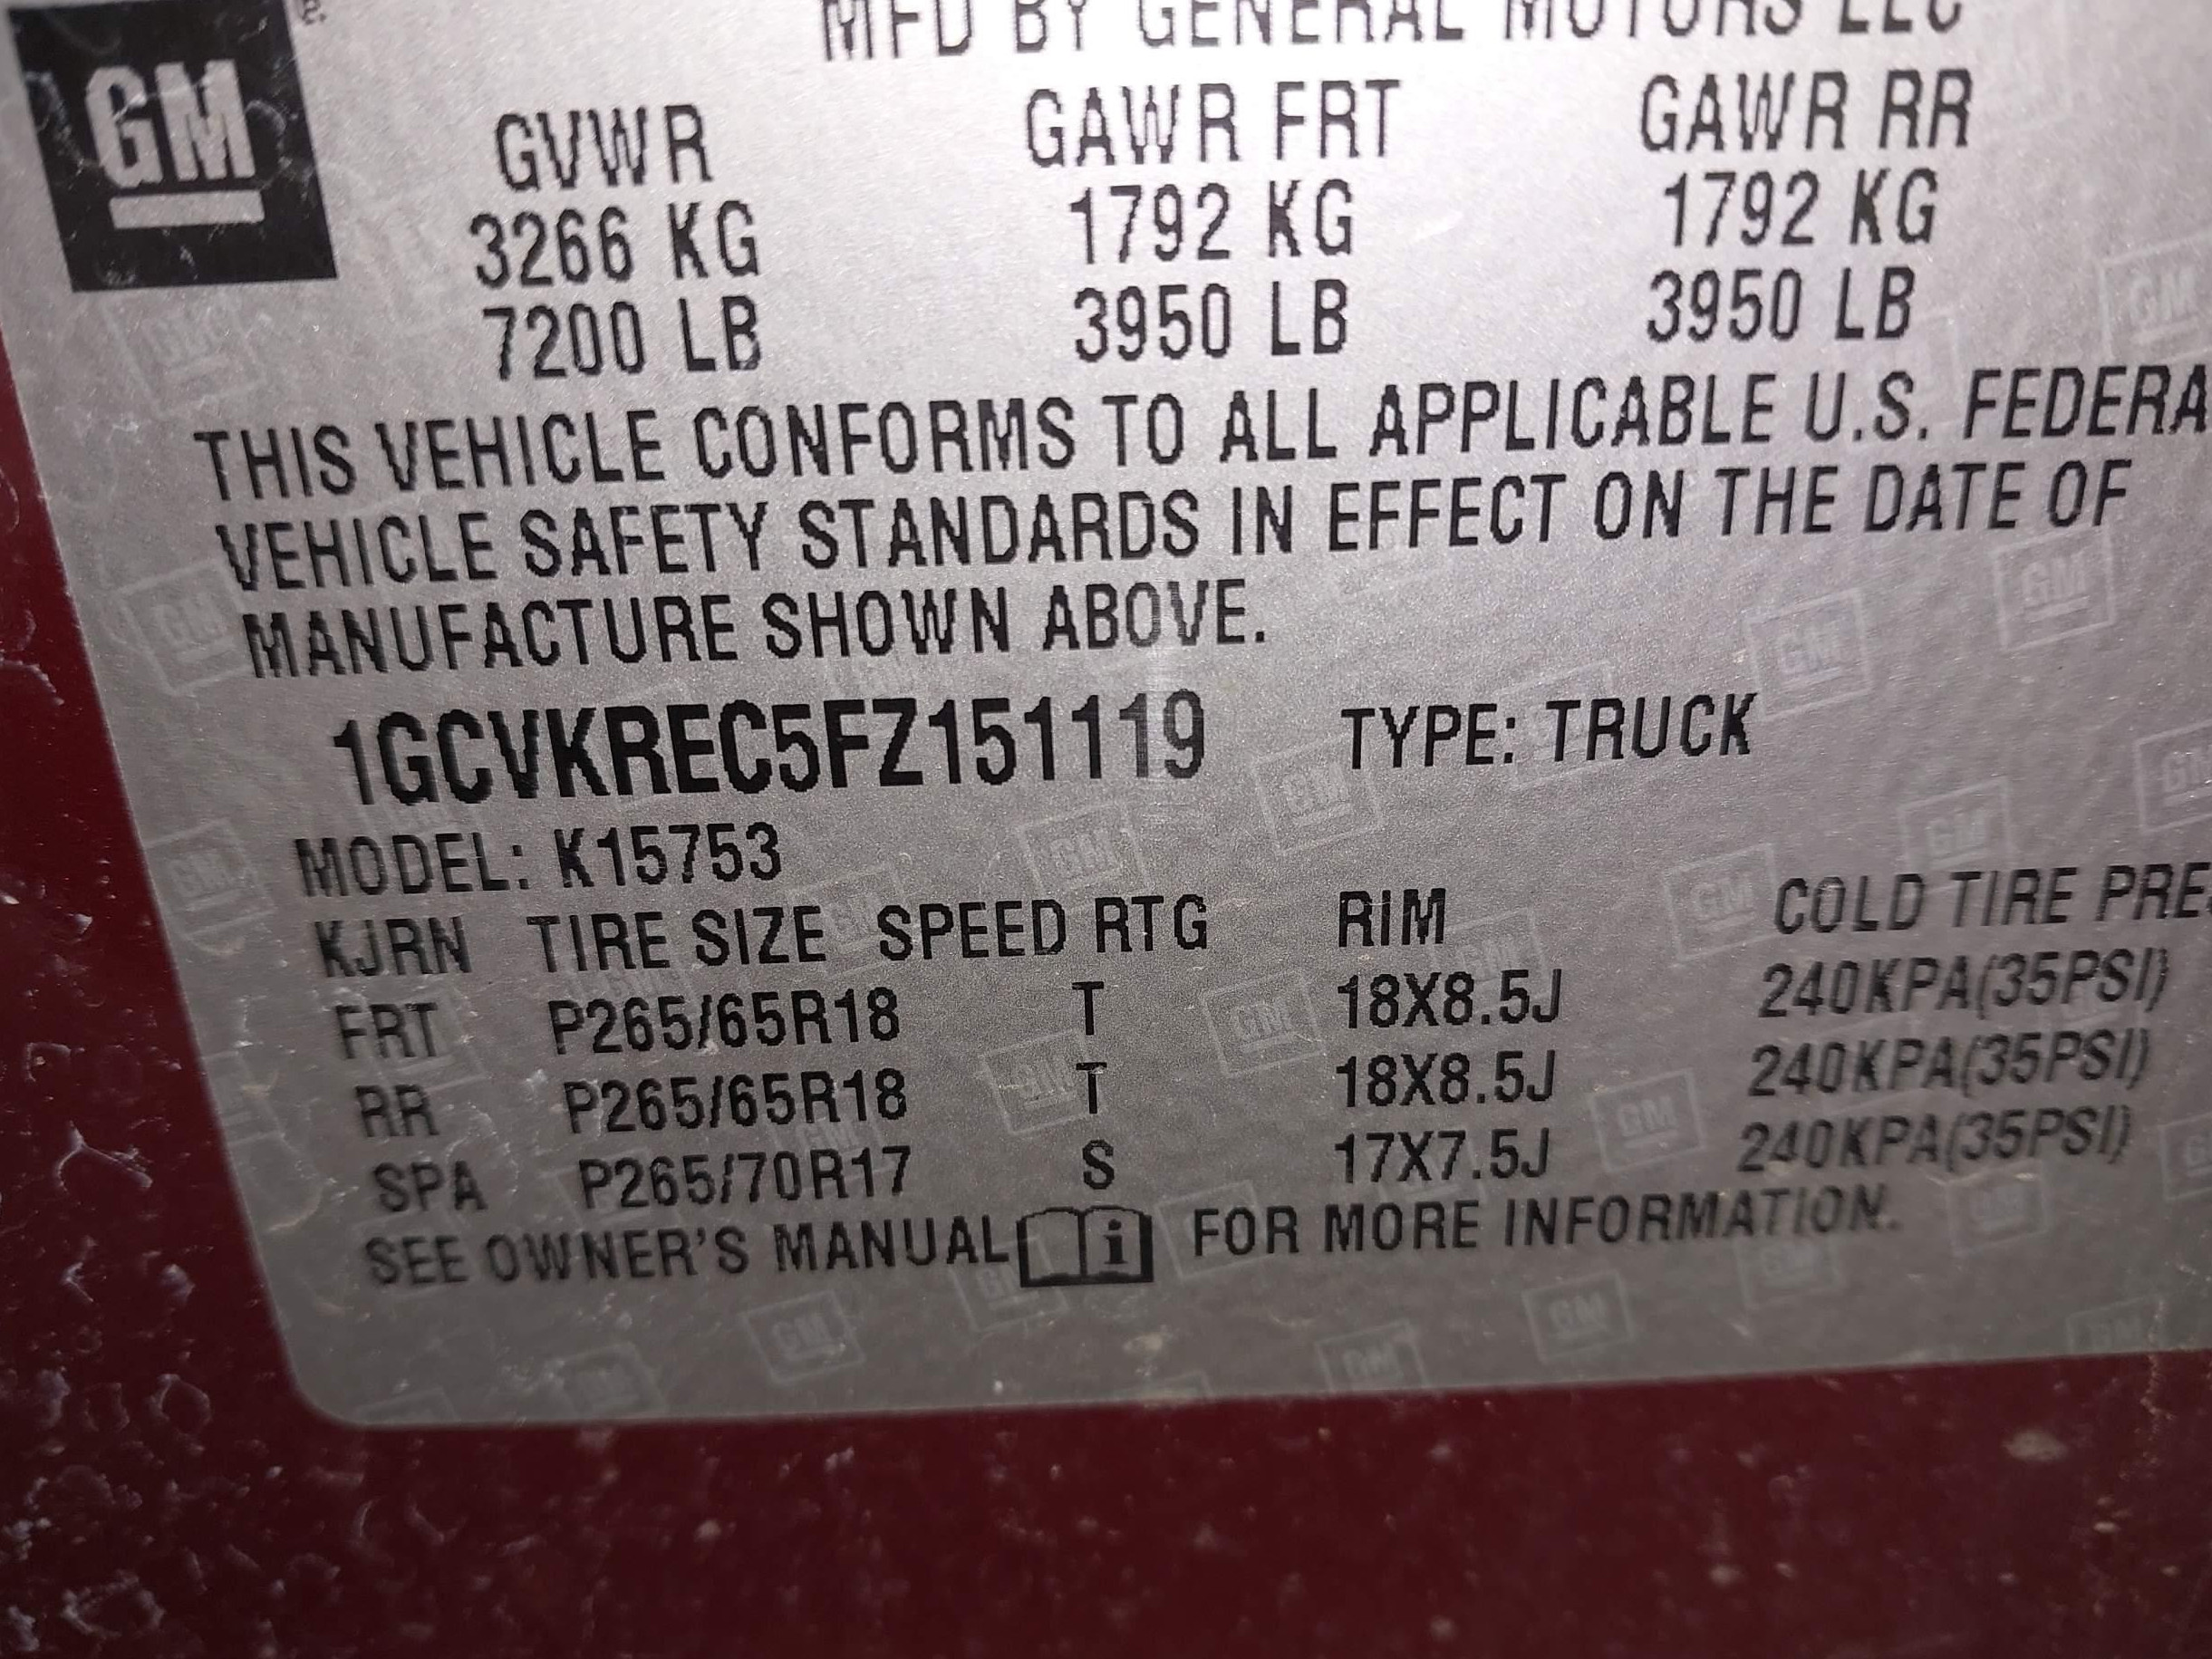 MFD BY GENERAL MOTORS LLC
GM
GVWR GAWR FRT GAWR RR
3266 KG 1792 KG 1792 KG
7200 LB 3950 LB 3950 LB
THIS VEHICLE CONFORMS TO ALL APPLICABLE U.S. FEDERA
VEHICLE SAFETY STANDARDS IN EFFECT ON THE DATE OF
MANUFACTURE SHOWN ABOVE.
1GCVKREC5FZ151119 TYPE: TRUCK
MODEL: K15753
KJRN TIRE SIZE SPEED RTG RIM COLD TIRE PRE
FRT P265/65R18 T 18X8.5J 240KPA(35PSI)
RR P265/65R18 T 18X8.5J 240KPA(35PSI)
SPA P265/70R17 S 17X7.5J 240KPA(35PSI)
SEE OWNER'S MANUAL i FOR MORE INFORMATION.